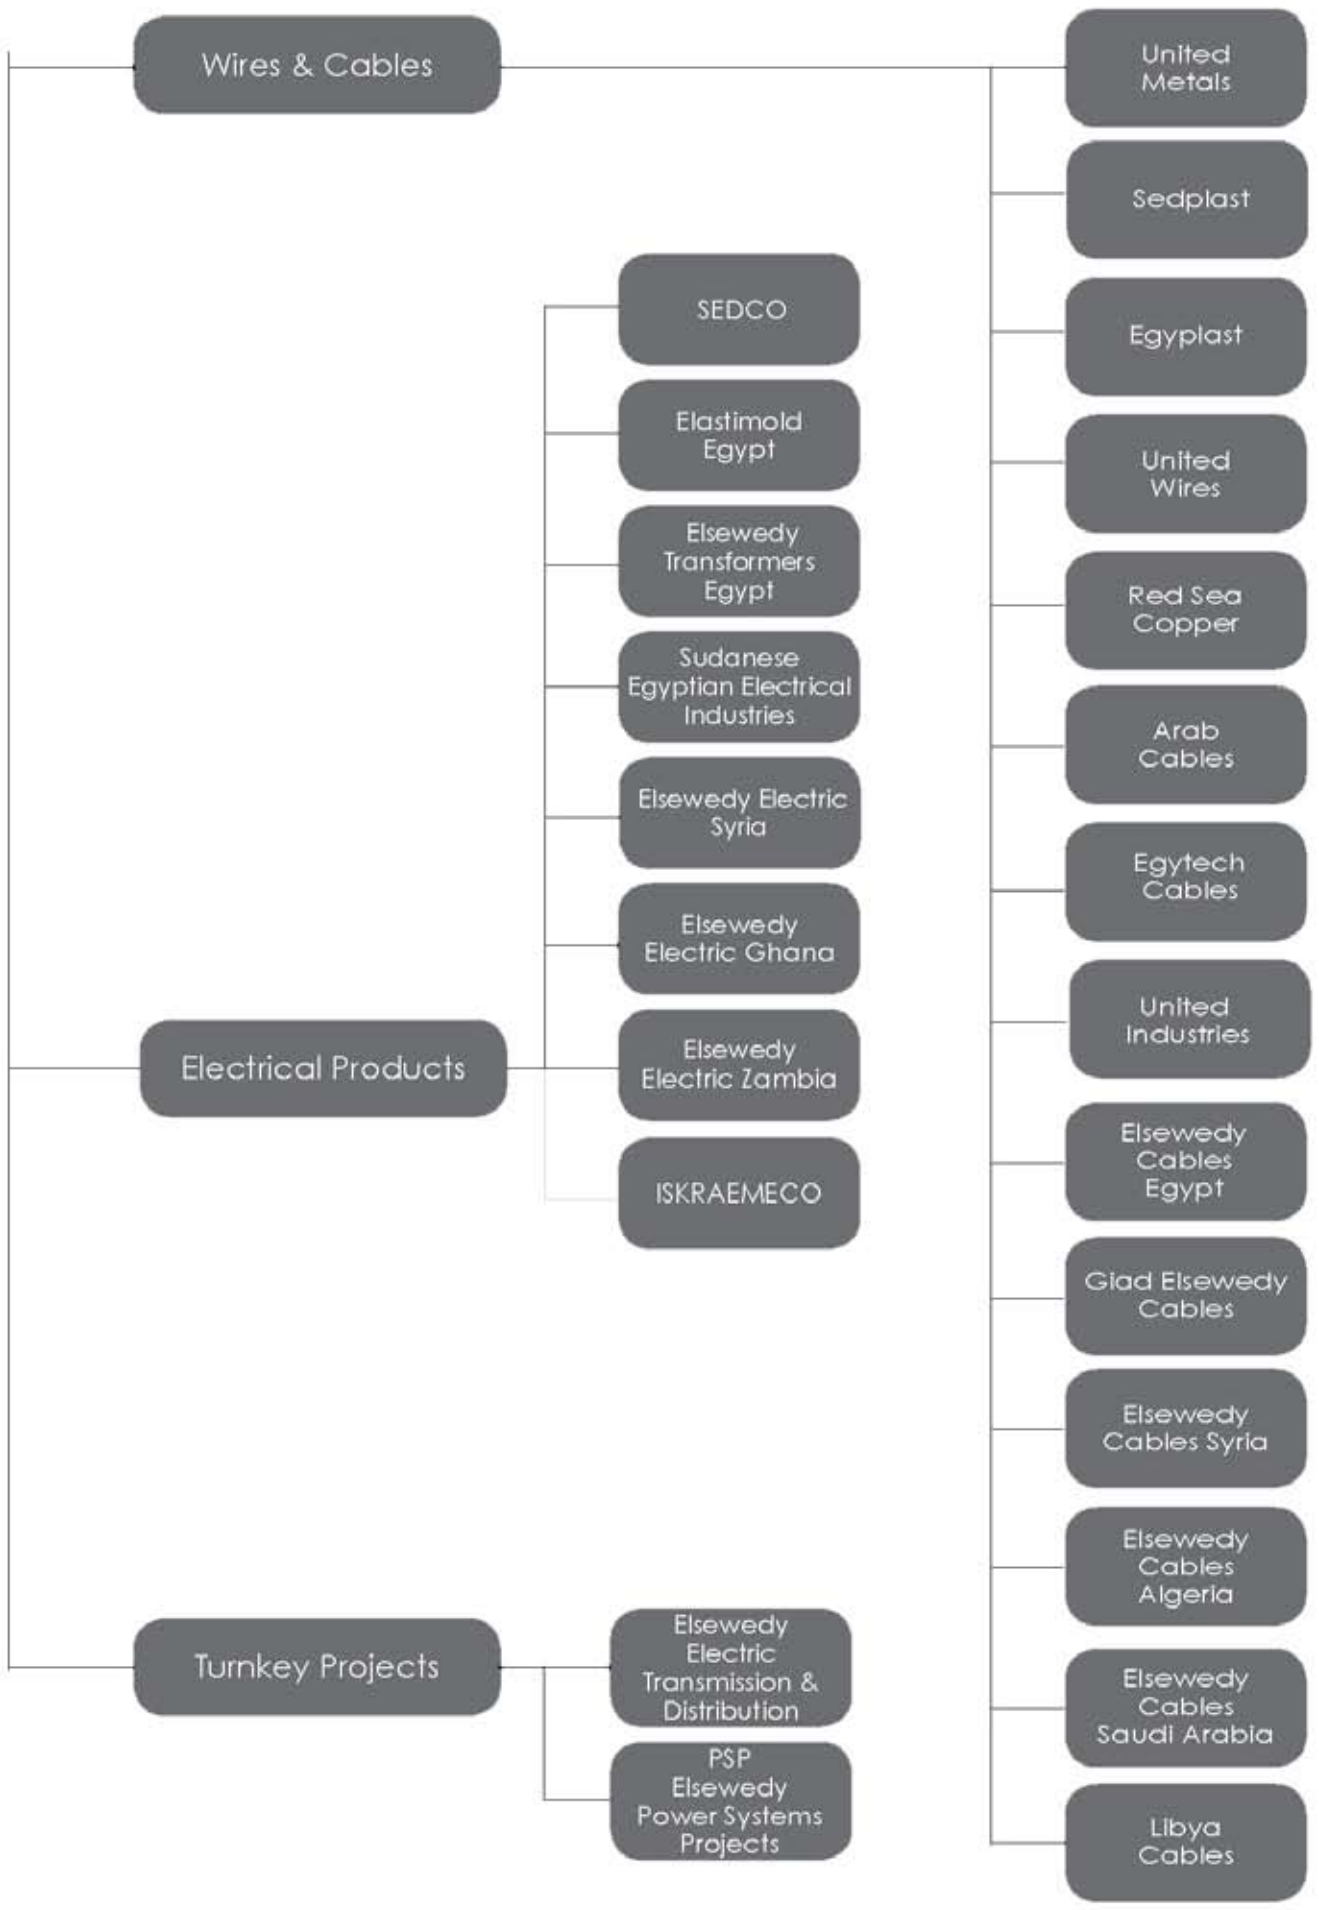 Wires & Cables
United
Metals
Sedplast
Egyplast
United
Wires
Red Sea
Copper
Arab
Cables
Egytech
Cables
United
Industries
Elsewedy
Cables
Egypt
Giad Elsewedy
Cables
Elsewedy
Cables Syria
Elsewedy
Cables
Algeria
Elsewedy
Cables
Saudi Arabia
Libya
Cables
Electrical Products
SEDCO
Elastimold
Egypt
Elsewedy
Transformers
Egypt
Sudanese
Egyptian Electrical
Industries
Elsewedy Electric
Syria
Elsewedy
Electric Ghana
Elsewedy
Electric Zambia
ISKRAEMECO
Turnkey Projects
Elsewedy
Electric
Transmission &
Distribution
PSP
Elsewedy
Power Systems
Projects